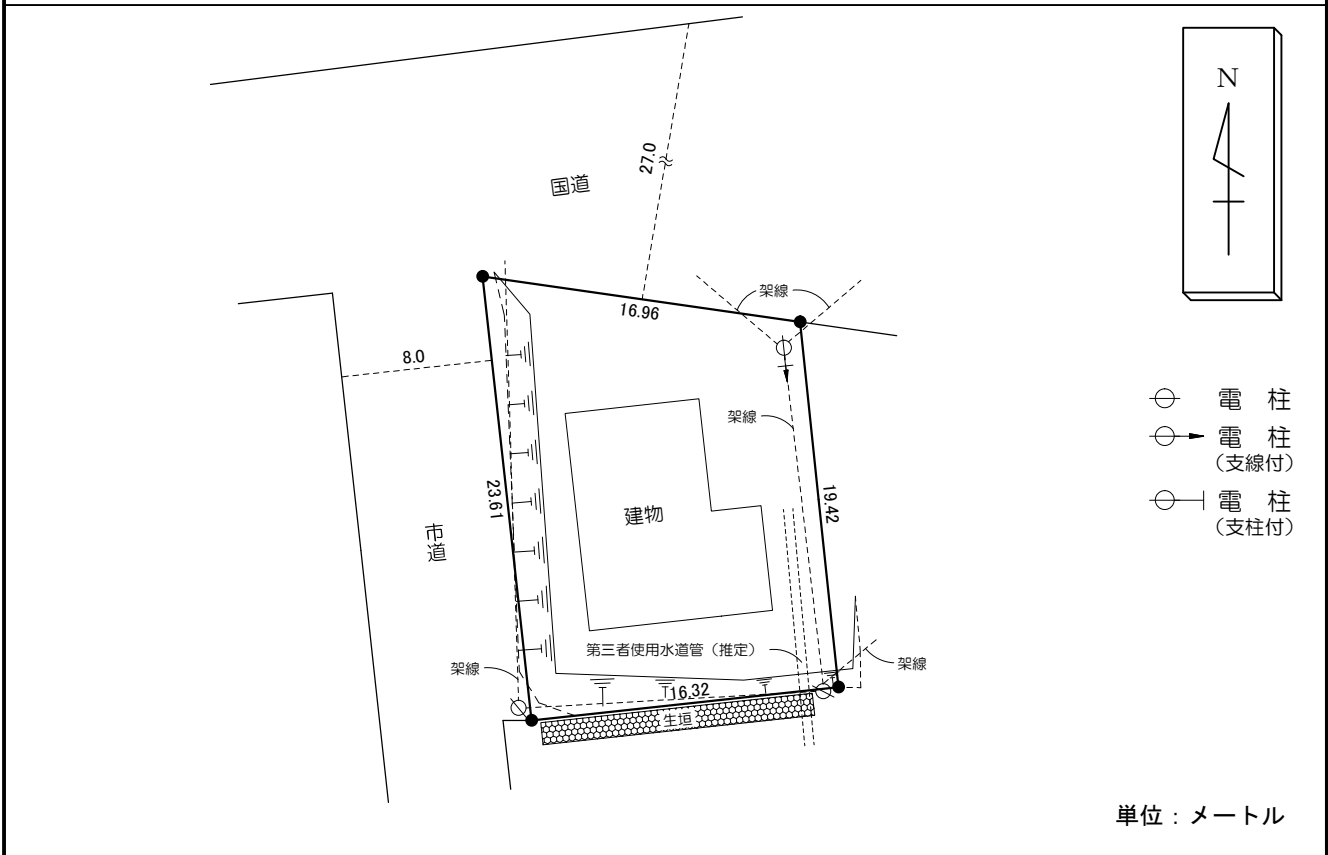 N
27.0
国道
架線
16.96
8.0
架線
電柱
電柱
（支線付）
電柱
（支柱付）
23.61
19.42
建物
市道
第三者使用水道管（推定）
架線
架線
16.32
生垣
単位：メートル